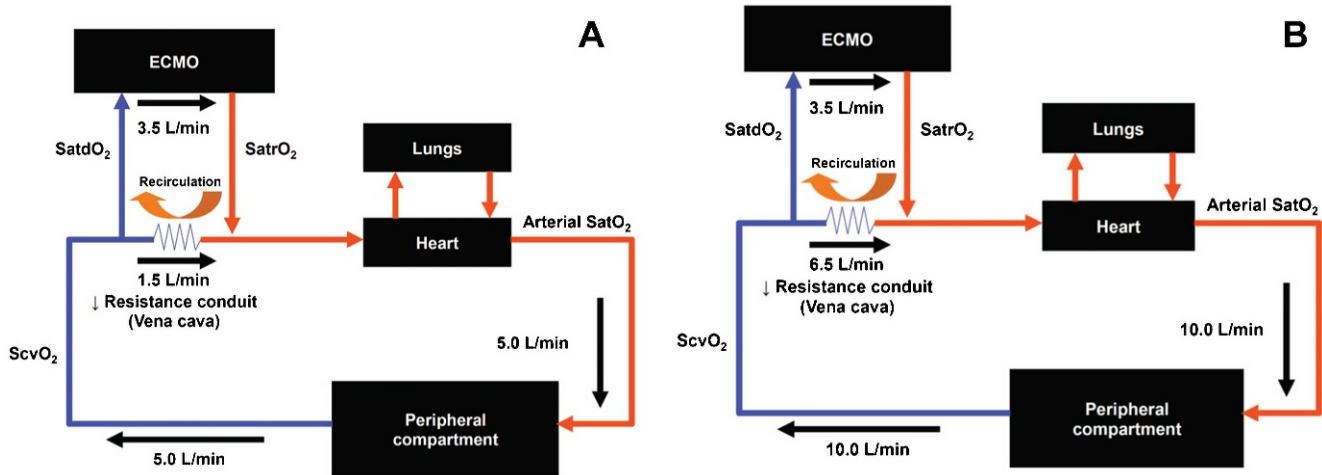 A
ECMO
3.5 L/min
SatdO₂
SatrO₂
Recirculation
Lungs
Heart
Arterial SatO₂
1.5 L/min
↓ Resistance conduit
(Vena cava)
ScvO₂
5.0 L/min
Peripheral
compartment
5.0 L/min
B
ECMO
3.5 L/min
SatdO₂
SatrO₂
Recirculation
Lungs
Heart
Arterial SatO₂
6.5 L/min
↓ Resistance conduit
(Vena cava)
ScvO₂
10.0 L/min
Peripheral
compartment
10.0 L/min